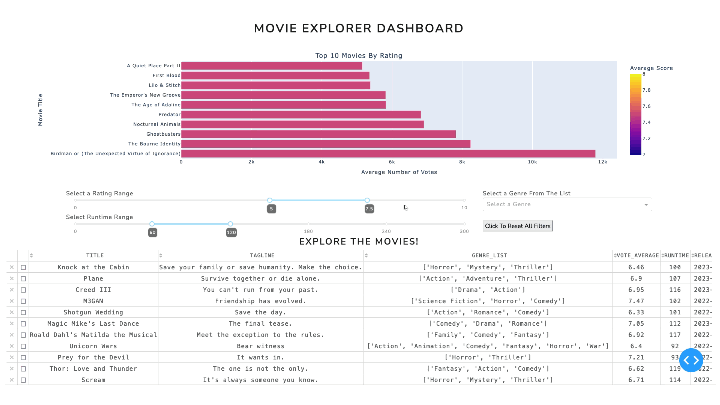 MOVIE EXPLORER DASHBOARD
Top 10 Movies By Rating
Average Score
A Quiet Place Part II
First Blood
Lilo & Stitch
The Emperor's New Groove
The Age of Adaline
Predator
Nocturnal Animals
Ghostbusters
The Bourne Identity
Birdman or (The Unexpected Virtue of Ignorance)
Movie Title
8
7.8
7.6
7.4
7.2
7
0 2k 4k 6k 8k 10k 12k
Average Number of Votes
Select a Rating Range
0 5 7.5 10
Select Runtime Range
0 60 120 180 240 200
Select a Genre From The List
Select a Genre
Click To Reset All Filters
EXPLORE THE MOVIES!
TITLE TAGLINE GENRE_LIST VOTE_AVERAGE RUNTIME RELEA
Knock at the Cabin Save your family or save humanity. Make the choice. ['Horror', 'Mystery', 'Thriller'] 6.46 100 2023-
Plane Survive together or die alone. ['Action', 'Adventure', 'Thriller'] 6.9 107 2023-
Creed III You can't run from your past. ['Drama', 'Action'] 6.95 116 2023-
M3GAN Friendship has evolved. ['Science Fiction', 'Horror', 'Comedy'] 7.47 102 2022-
Shotgun Wedding Save the day. ['Action', 'Romance', 'Comedy'] 6.33 101 2022-
Magic Mike's Last Dance The final tease. ['Comedy', 'Drama', 'Romance'] 7.05 112 2023-
Roald Dahl's Matilda the Musical Meet the exception to the rules. ['Family', 'Comedy', 'Fantasy'] 6.92 117 2022-
Unicorn Wars Bear witness ['Action', 'Animation', 'Comedy', 'Fantasy', 'Horror', 'War'] 6.4 92 2022-
Prey for the Devil It wants in. ['Horror', 'Thriller'] 7.21 93 2022-
Thor: Love and Thunder The one is not the only. ['Fantasy', 'Action', 'Comedy'] 6.62 119 2022-
Scream It's always someone you know. ['Horror', 'Mystery', 'Thriller'] 6.71 114 2022-